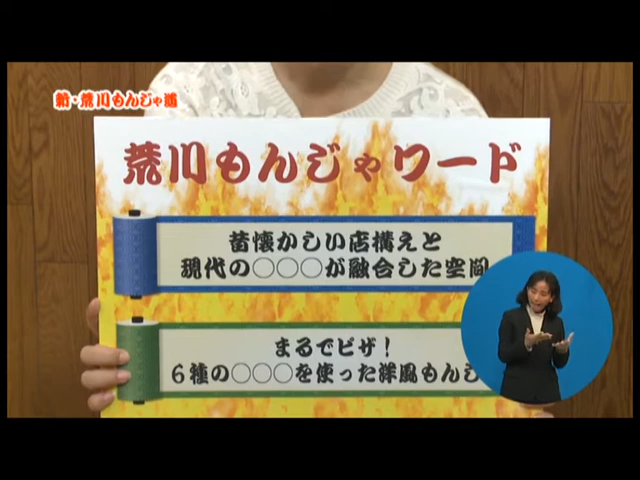 新・荒川もんじゃ道
荒川もんじゃワード
昔懐かしい店構えと
現代の○○○が融合した空間
まるでピザ！
６種の○○○を使った洋風もんじ